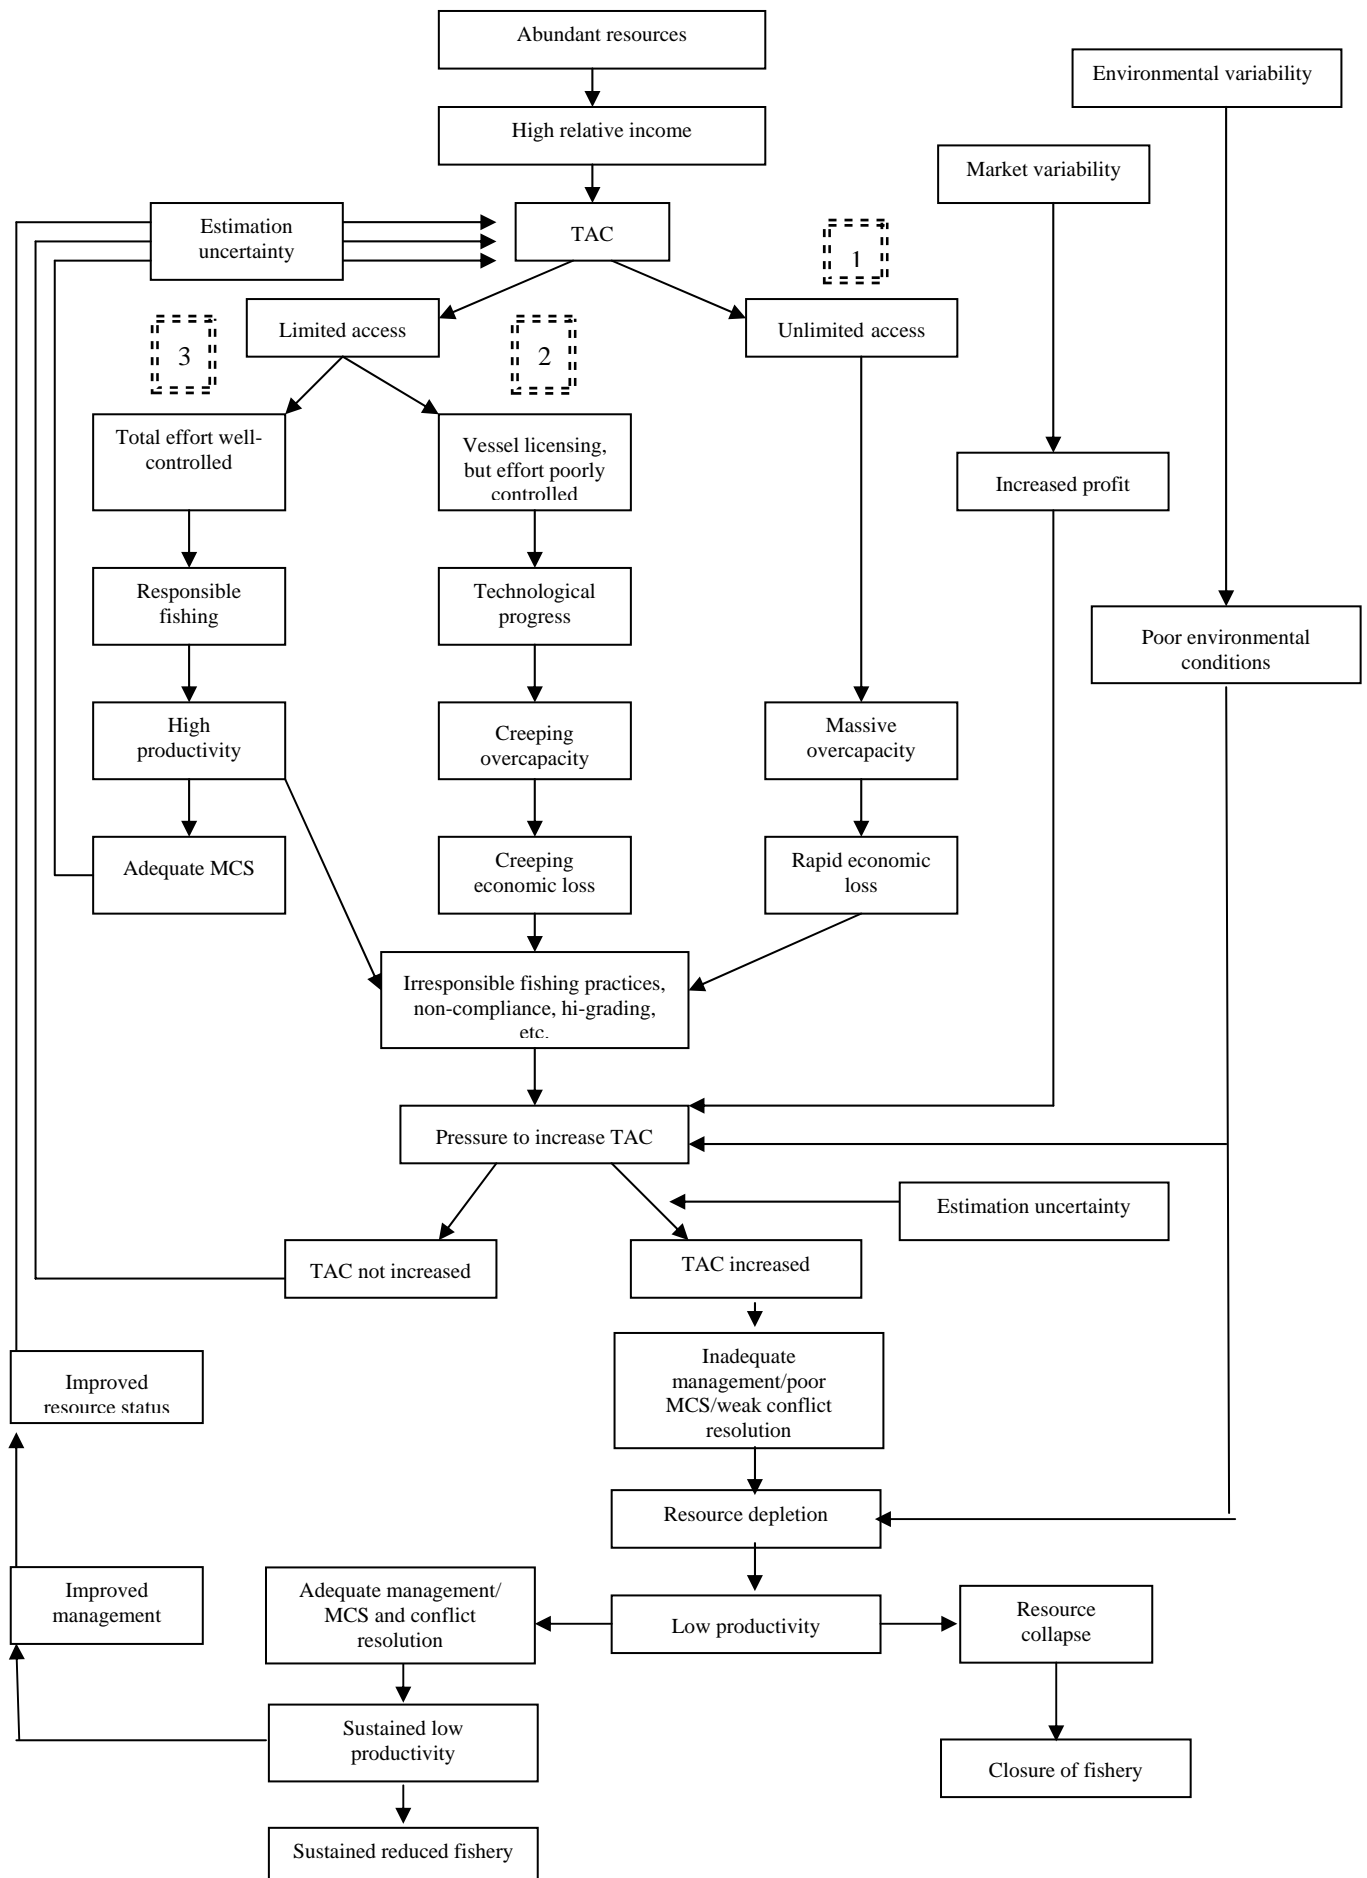 Abundant resources
Environmental variability
High relative income
Market variability
Estimation
uncertainty
TAC
1
Limited access
Unlimited access
3
2
Total effort well-
controlled
Vessel licensing,
but effort poorly
controlled
Increased profit
Responsible
fishing
Technological
progress
Poor environmental
conditions
High
productivity
Creeping
overcapacity
Massive
overcapacity
Adequate MCS
Creeping
economic loss
Rapid economic
loss
Irresponsible fishing practices,
non-compliance, hi-grading,
etc.
Pressure to increase TAC
Estimation uncertainty
TAC not increased
TAC increased
Inadequate
management/poor
MCS/weak conflict
resolution
Improved
resource status
Resource depletion
Improved
management
Adequate management/
MCS and conflict
resolution
Low productivity
Resource
collapse
Sustained low
productivity
Closure of fishery
Sustained reduced fishery